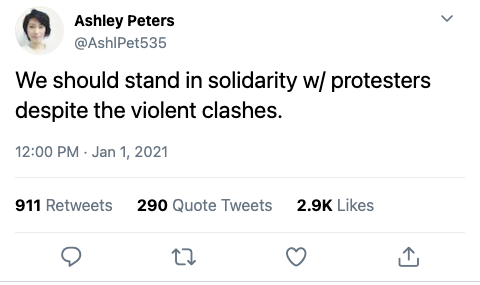 Ashley Peters
@AshlPet535
We should stand in solidarity w/ protesters
despite the violent clashes.
12:00 PM · Jan 1, 2021
911 Retweets 290 Quote Tweets 2.9K Likes